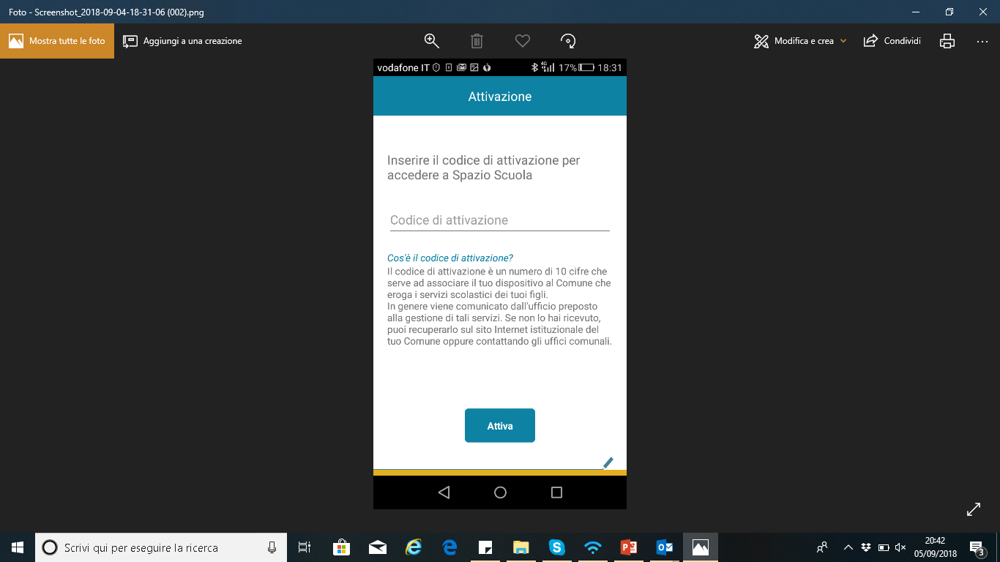 Foto - Screenshot_2018-09-04-18-31-06 (002).png
Mostra tutte le foto
Aggiungi a una creazione
Modifica e crea
Condividi
vodafone IT
4G
17%
18:31
Attivazione
Inserire il codice di attivazione per
accedere a Spazio Scuola
Codice di attivazione
Cos'è il codice di attivazione?
Il codice di attivazione è un numero di 10 cifre che
serve ad associare il tuo dispositivo al Comune che
eroga i servizi scolastici dei tuoi figli.
In genere viene comunicato dall'ufficio preposto
alla gestione di tali servizi. Se non lo hai ricevuto,
puoi recuperarlo sul sito Internet istituzionale del
tuo Comune oppure contattando gli uffici comunali.
Attiva
Scrivi qui per eseguire la ricerca
20:42
05/09/2018
3